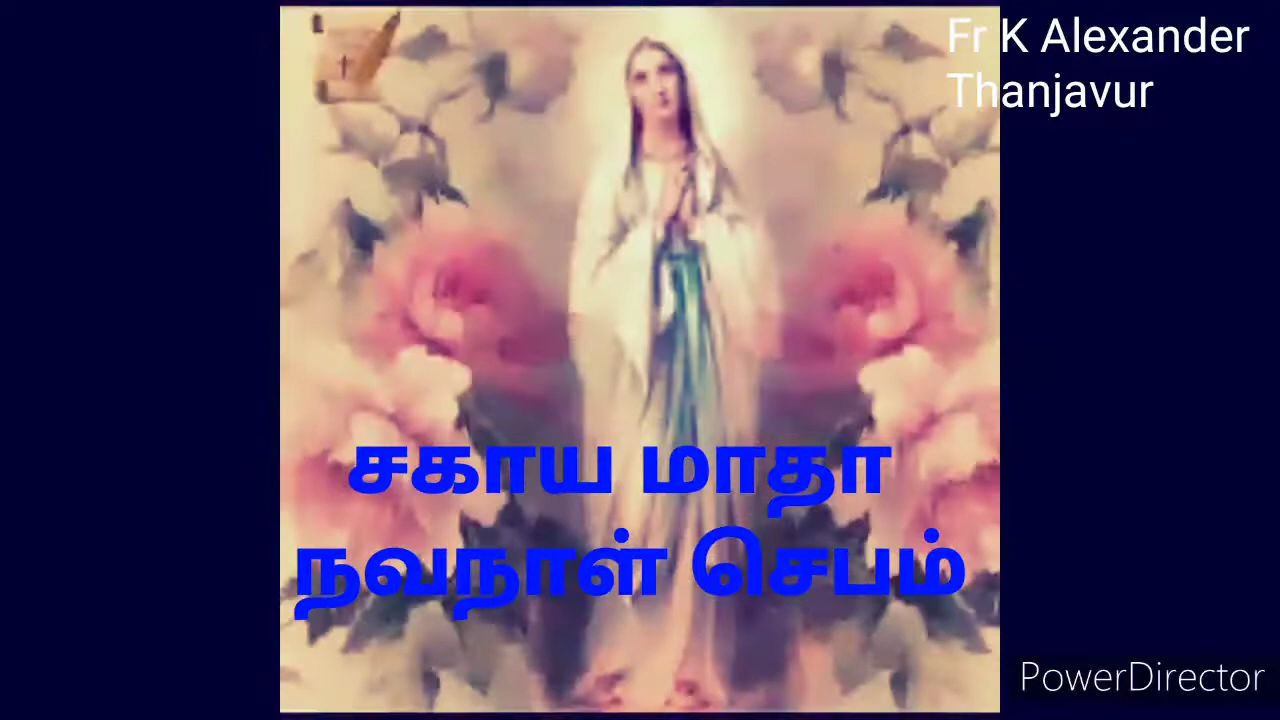 Fr K Alexander
Thanjavur
சகாய மாதா
நவநாள் செபம்
PowerDirector